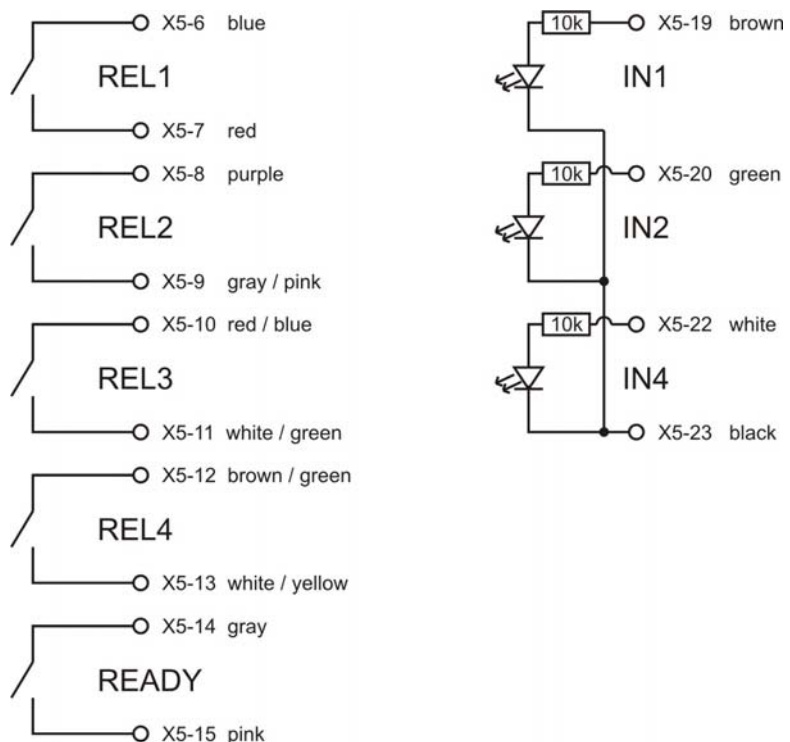 X5-6 blue
REL1
X5-7 red
X5-8 purple
REL2
X5-9 gray / pink
X5-10 red / blue
REL3
X5-11 white / green
X5-12 brown / green
REL4
X5-13 white / yellow
X5-14 gray
READY
X5-15 pink
10k X5-19 brown
IN1
10k X5-20 green
IN2
10k X5-22 white
IN4
X5-23 black